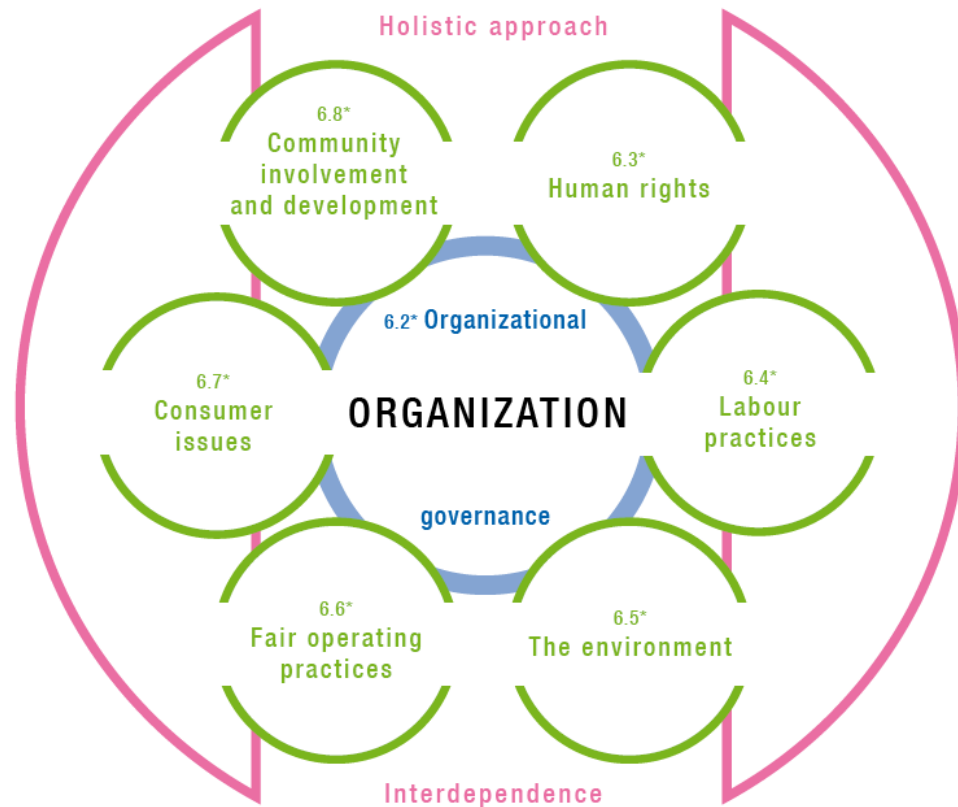 Holistic approach
6.8*
Community
involvement
and development
6.3*
Human rights
6.2* Organizational
6.7*
Consumer
issues
ORGANIZATION
6.4*
Labour
practices
governance
6.6*
Fair operating
practices
6.5*
The environment
Interdependence